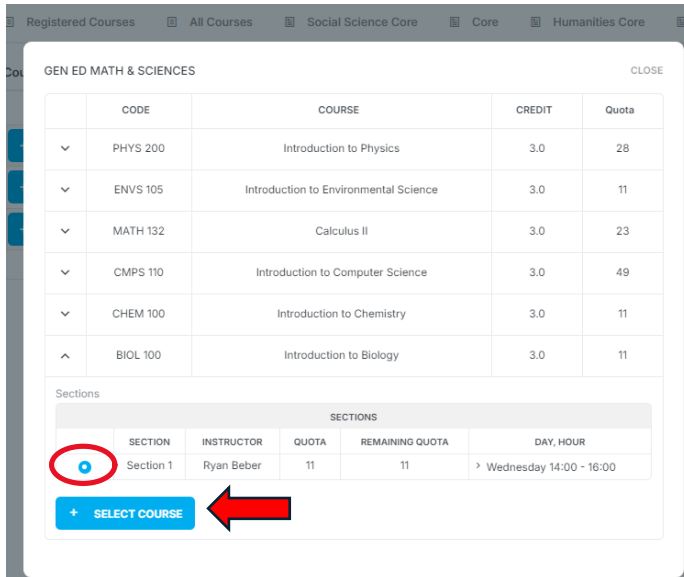 Registered Courses All Courses Social Science Core Core Humanities Core
GEN ED MATH & SCIENCES CLOSE
CODE COURSE CREDIT Quota
PHYS 200 Introduction to Physics 3.0 28
ENVS 105 Introduction to Environmental Science 3.0 11
MATH 132 Calculus II 3.0 23
CMPS 110 Introduction to Computer Science 3.0 49
CHEM 100 Introduction to Chemistry 3.0 11
BIOL 100 Introduction to Biology 3.0 11
Sections
SECTIONS
SECTION INSTRUCTOR QUOTA REMAINING QUOTA DAY, HOUR
Section 1 Ryan Beber 11 11 > Wednesday 14:00 - 16:00
+ SELECT COURSE